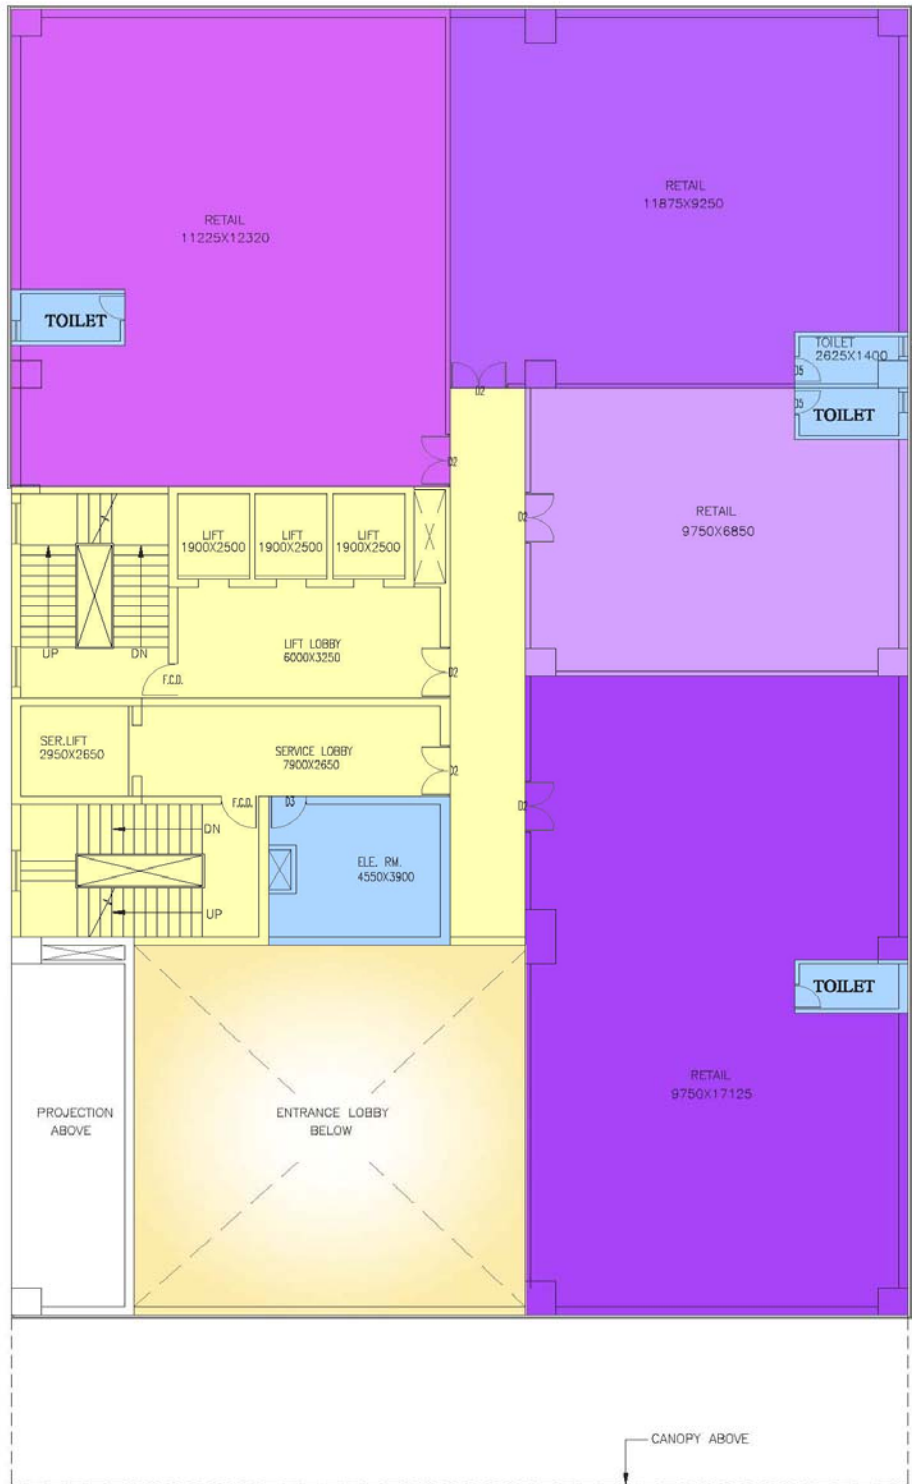 RETAIL
11875X9250
RETAIL
11225X12320
TOILET
TOILET
2625X1400
D5
D2
D5
TOILET
D2
RETAIL
9750X6850
D2
LIFT
1900X2500
LIFT
1900X2500
LIFT
1900X2500
UP
DN
LIFT LOBBY
6000X3250
D2
F.C.D.
SER.LIFT
2950X2650
SERVICE LOBBY
7900X2650
D2
F.C.D.
D3
D2
DN
ELE. RM.
4550X3900
UP
TOILET
RETAIL
9750X17125
PROJECTION
ABOVE
ENTRANCE LOBBY
BELOW
CANOPY ABOVE